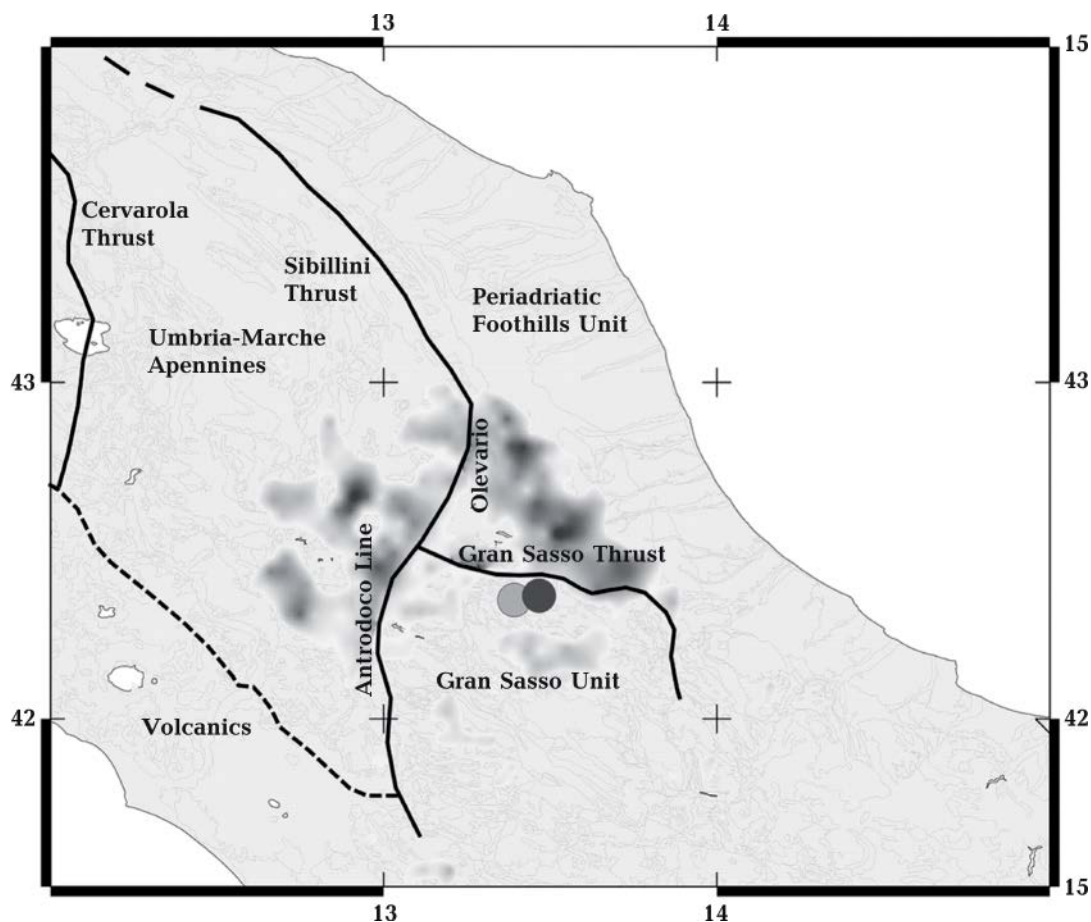 13
14
15
Cervarola
Thrust
Sibillini
Thrust
Periadriatic
Foothills Unit
Umbria-Marche
Apennines
43
43
Olevario
Antrodoco Line
Gran Sasso Thrust
Gran Sasso Unit
Volcanics
42
42
15
13
14